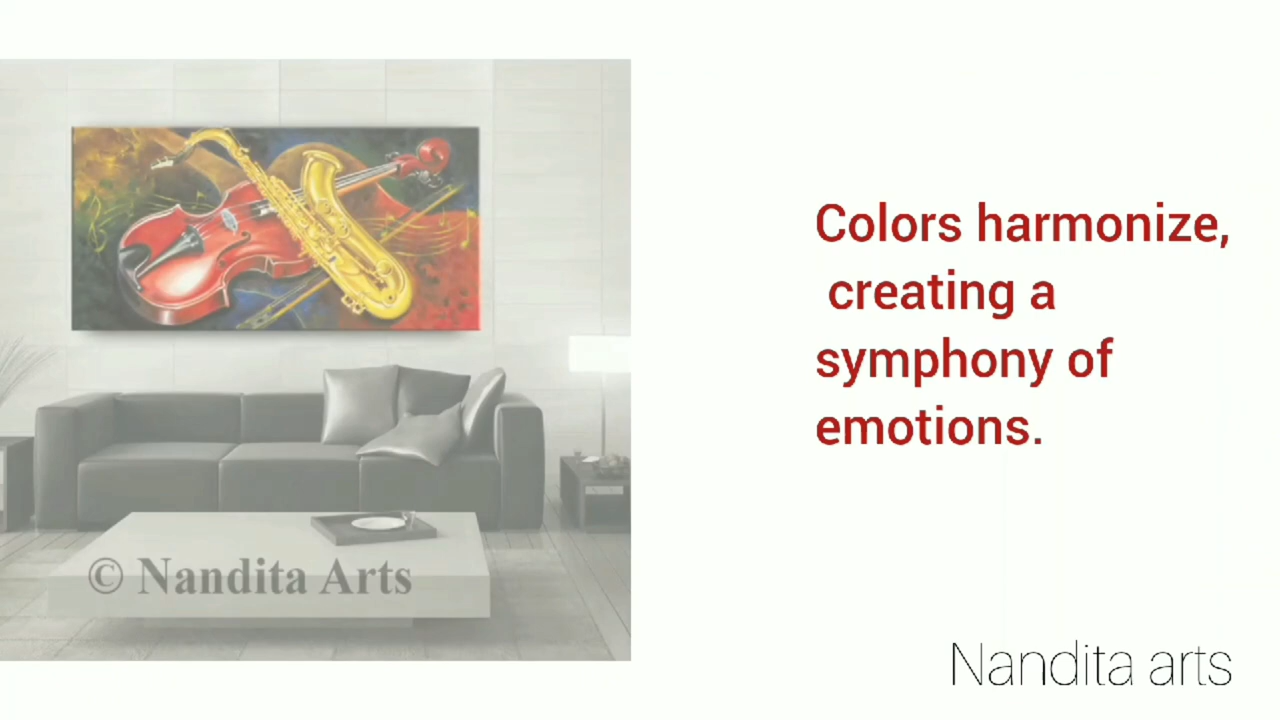 Colors harmonize,
creating a
symphony of
emotions.
© Nandita Arts
Nandita arts